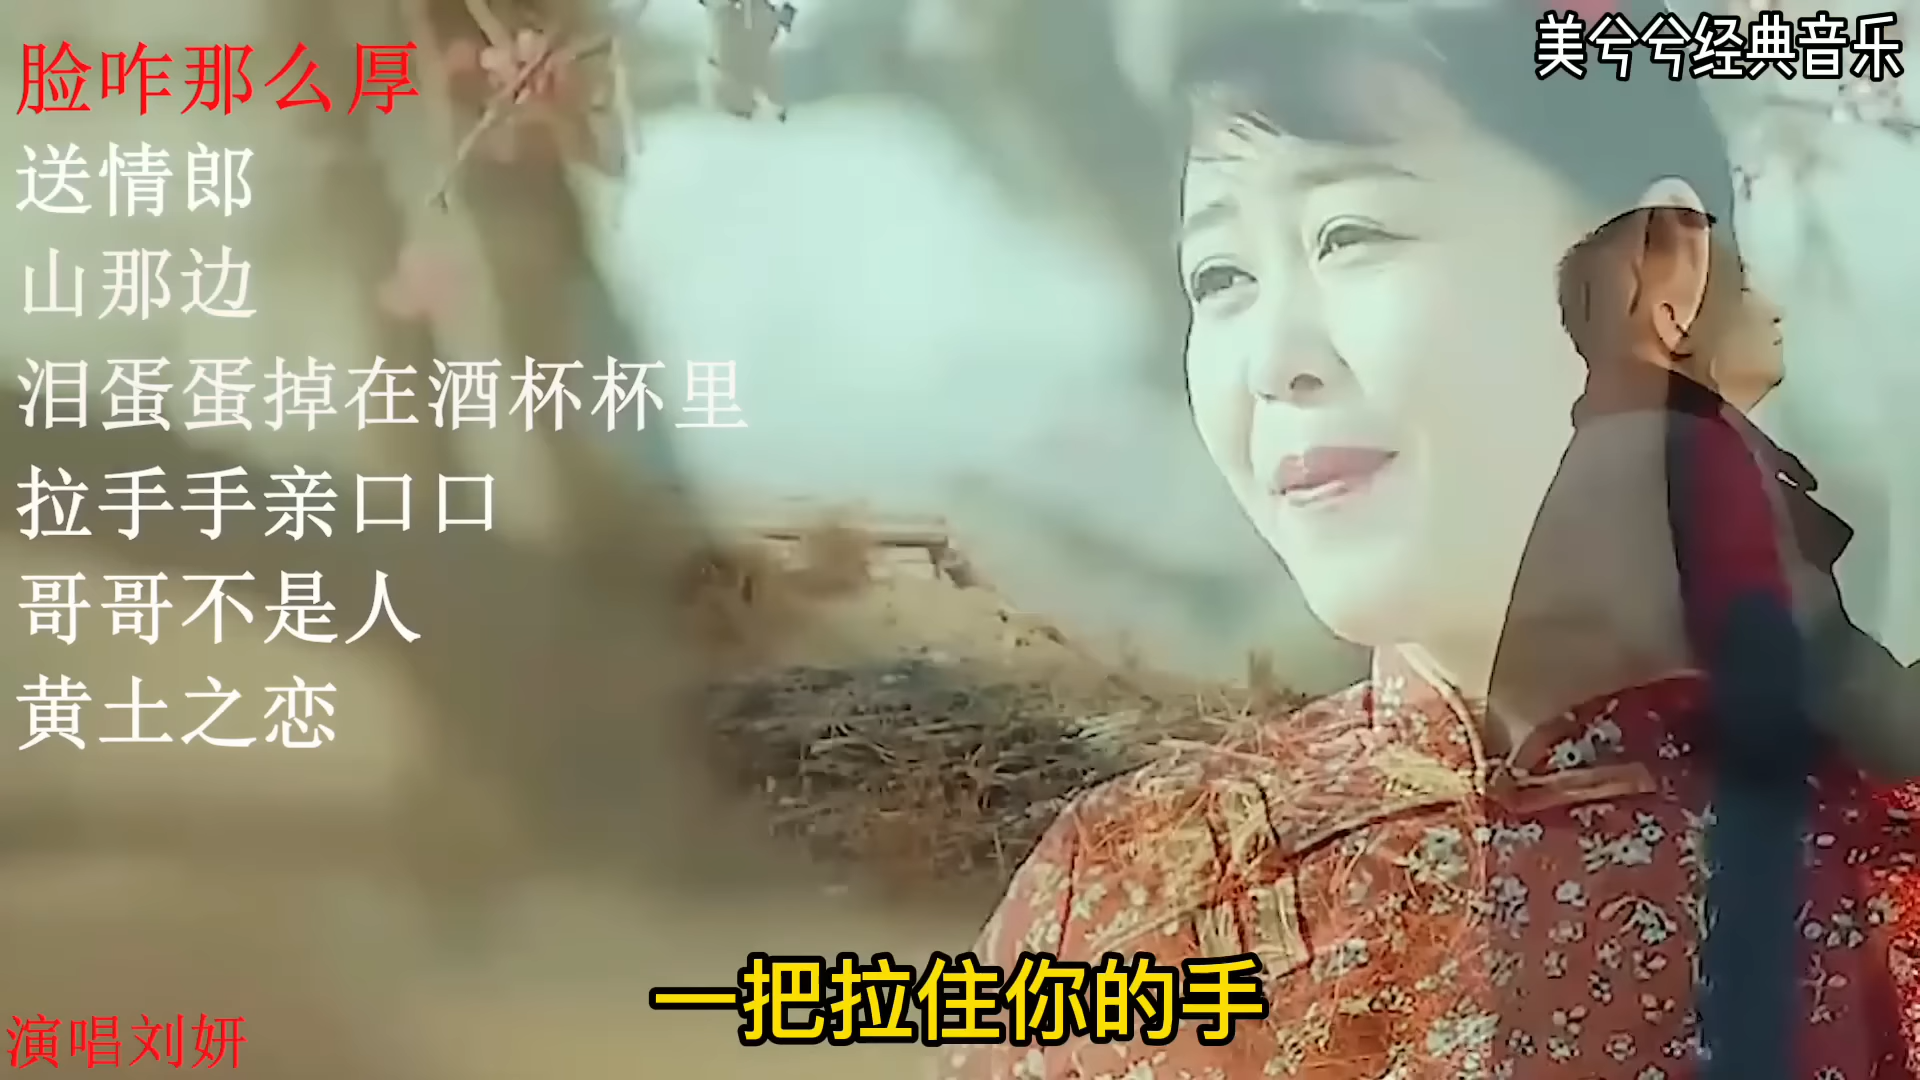 美兮兮经典音乐
脸咋那么厚
送情郎
山那边
泪蛋蛋掉在酒杯杯里
拉手手亲口口
哥哥不是人
黄土之恋
一把拉住你的手
演唱刘妍